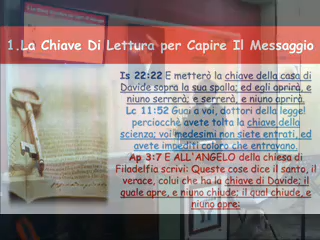 1.La Chiave Di Lettura per Capire Il Messaggio
Is 22:22 E metterò la chiave della casa di
Davide sopra la sua spalla; ed egli aprirà, e
niuno serrerà; e serrerà, e niuno aprirà.
Lc 11:52 Guai a voi, dottori della legge!
perciocchè avete tolta la chiave della
scienza; voi medesimi non siete entrati, ed
avete impediti coloro che entravano.
Ap 3:7 E ALL'ANGELO della chiesa di
Filadelfia scrivi: Queste cose dice il santo, il
verace, colui che ha la chiave di Davide; il
quale apre, e niuno chiude; il qual chiude, e
niuno apre: